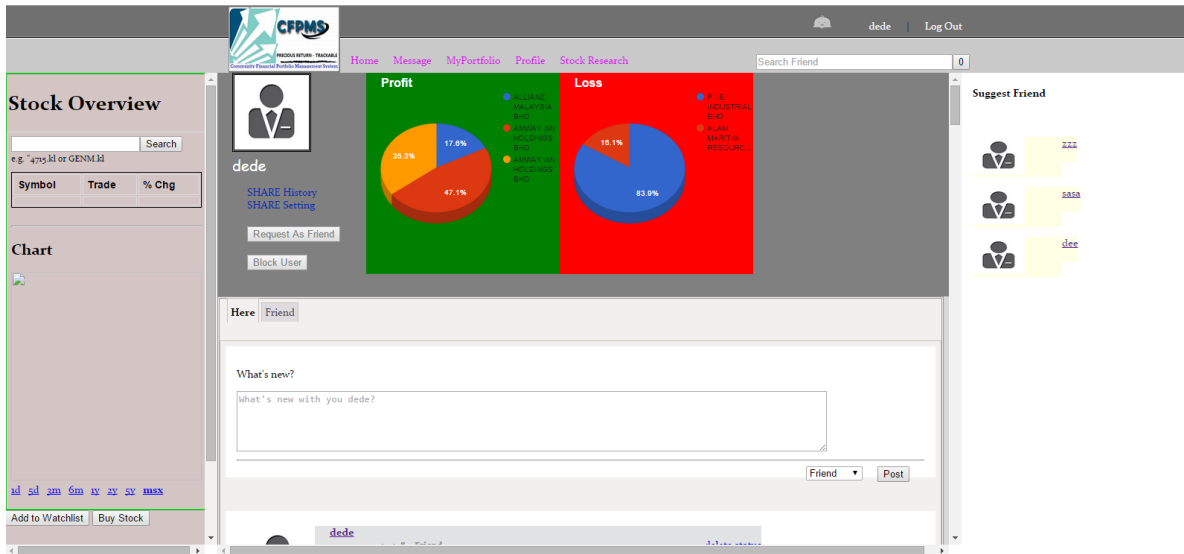 CFPMS
PRECIOUS RETURN - TRACKABLE
Community Financial Portfolio Management System
dede | Log Out
Home Message MyPortfolio Profile Stock Research
Search Friend 0
Stock Overview
Search
e.g. "4715.kl or GENM.kl
Symbol Trade % Chg
Chart
1d 5d 3m 6m 1y 2y 5y msx
Add to Watchlist Buy Stock
dede
SHARE History
SHARE Setting
Request As Friend
Block User
Profit
ALLIANZ
MALAYSIA
BHD
AMWAY (M)
HOLDINGS
BHD
AMWAY (M)
HOLDINGS
BHD
17.6%
35.3%
47.1%
Loss
P.I.E.
INDUSTRIAL
BHD
ALAM
MARITIM
RESOURC..
16.1%
83.9%
Here Friend
What's new?
What's new with you dede?
Friend Post
dede
Friend delete status
Suggest Friend
zzz
sasa
dee